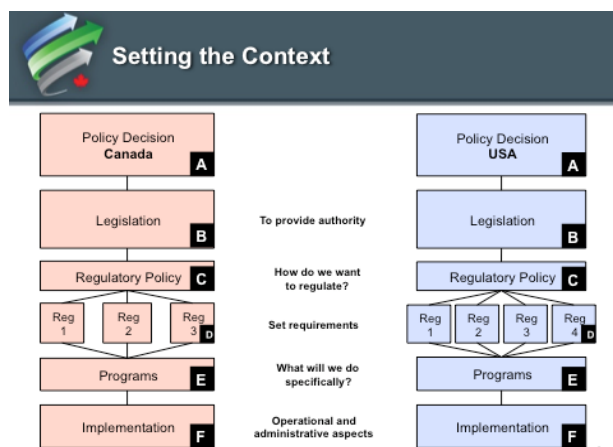 Setting the Context
Policy Decision
Canada
A
Policy Decision
USA
A
Legislation
B
To provide authority
Legislation
B
Regulatory Policy
C
How do we want
to regulate?
Regulatory Policy
C
Reg
1
Reg
2
Reg
3
D
Set requirements
Reg
1
Reg
2
Reg
3
Reg
4
D
Programs
E
What will we do
specifically?
Programs
E
Implementation
F
Operational and
administrative aspects
Implementation
F